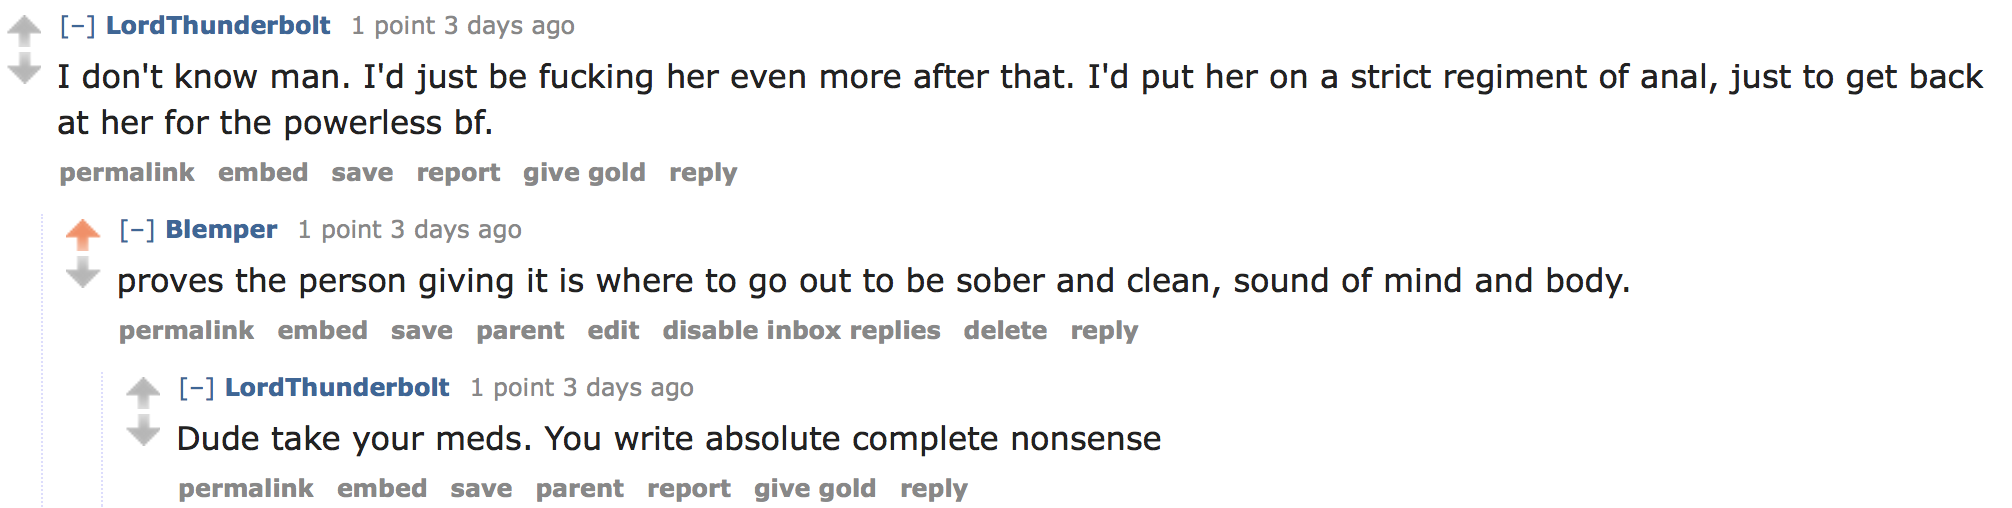 [–] LordThunderbolt 1 point 3 days ago
I don't know man. I'd just be fucking her even more after that. I'd put her on a strict regiment of anal, just to get back
at her for the powerless bf.
permalink embed save report give gold reply
[–] Blemper 1 point 3 days ago
proves the person giving it is where to go out to be sober and clean, sound of mind and body.
permalink embed save parent edit disable inbox replies delete reply
[–] LordThunderbolt 1 point 3 days ago
Dude take your meds. You write absolute complete nonsense
permalink embed save parent report give gold reply